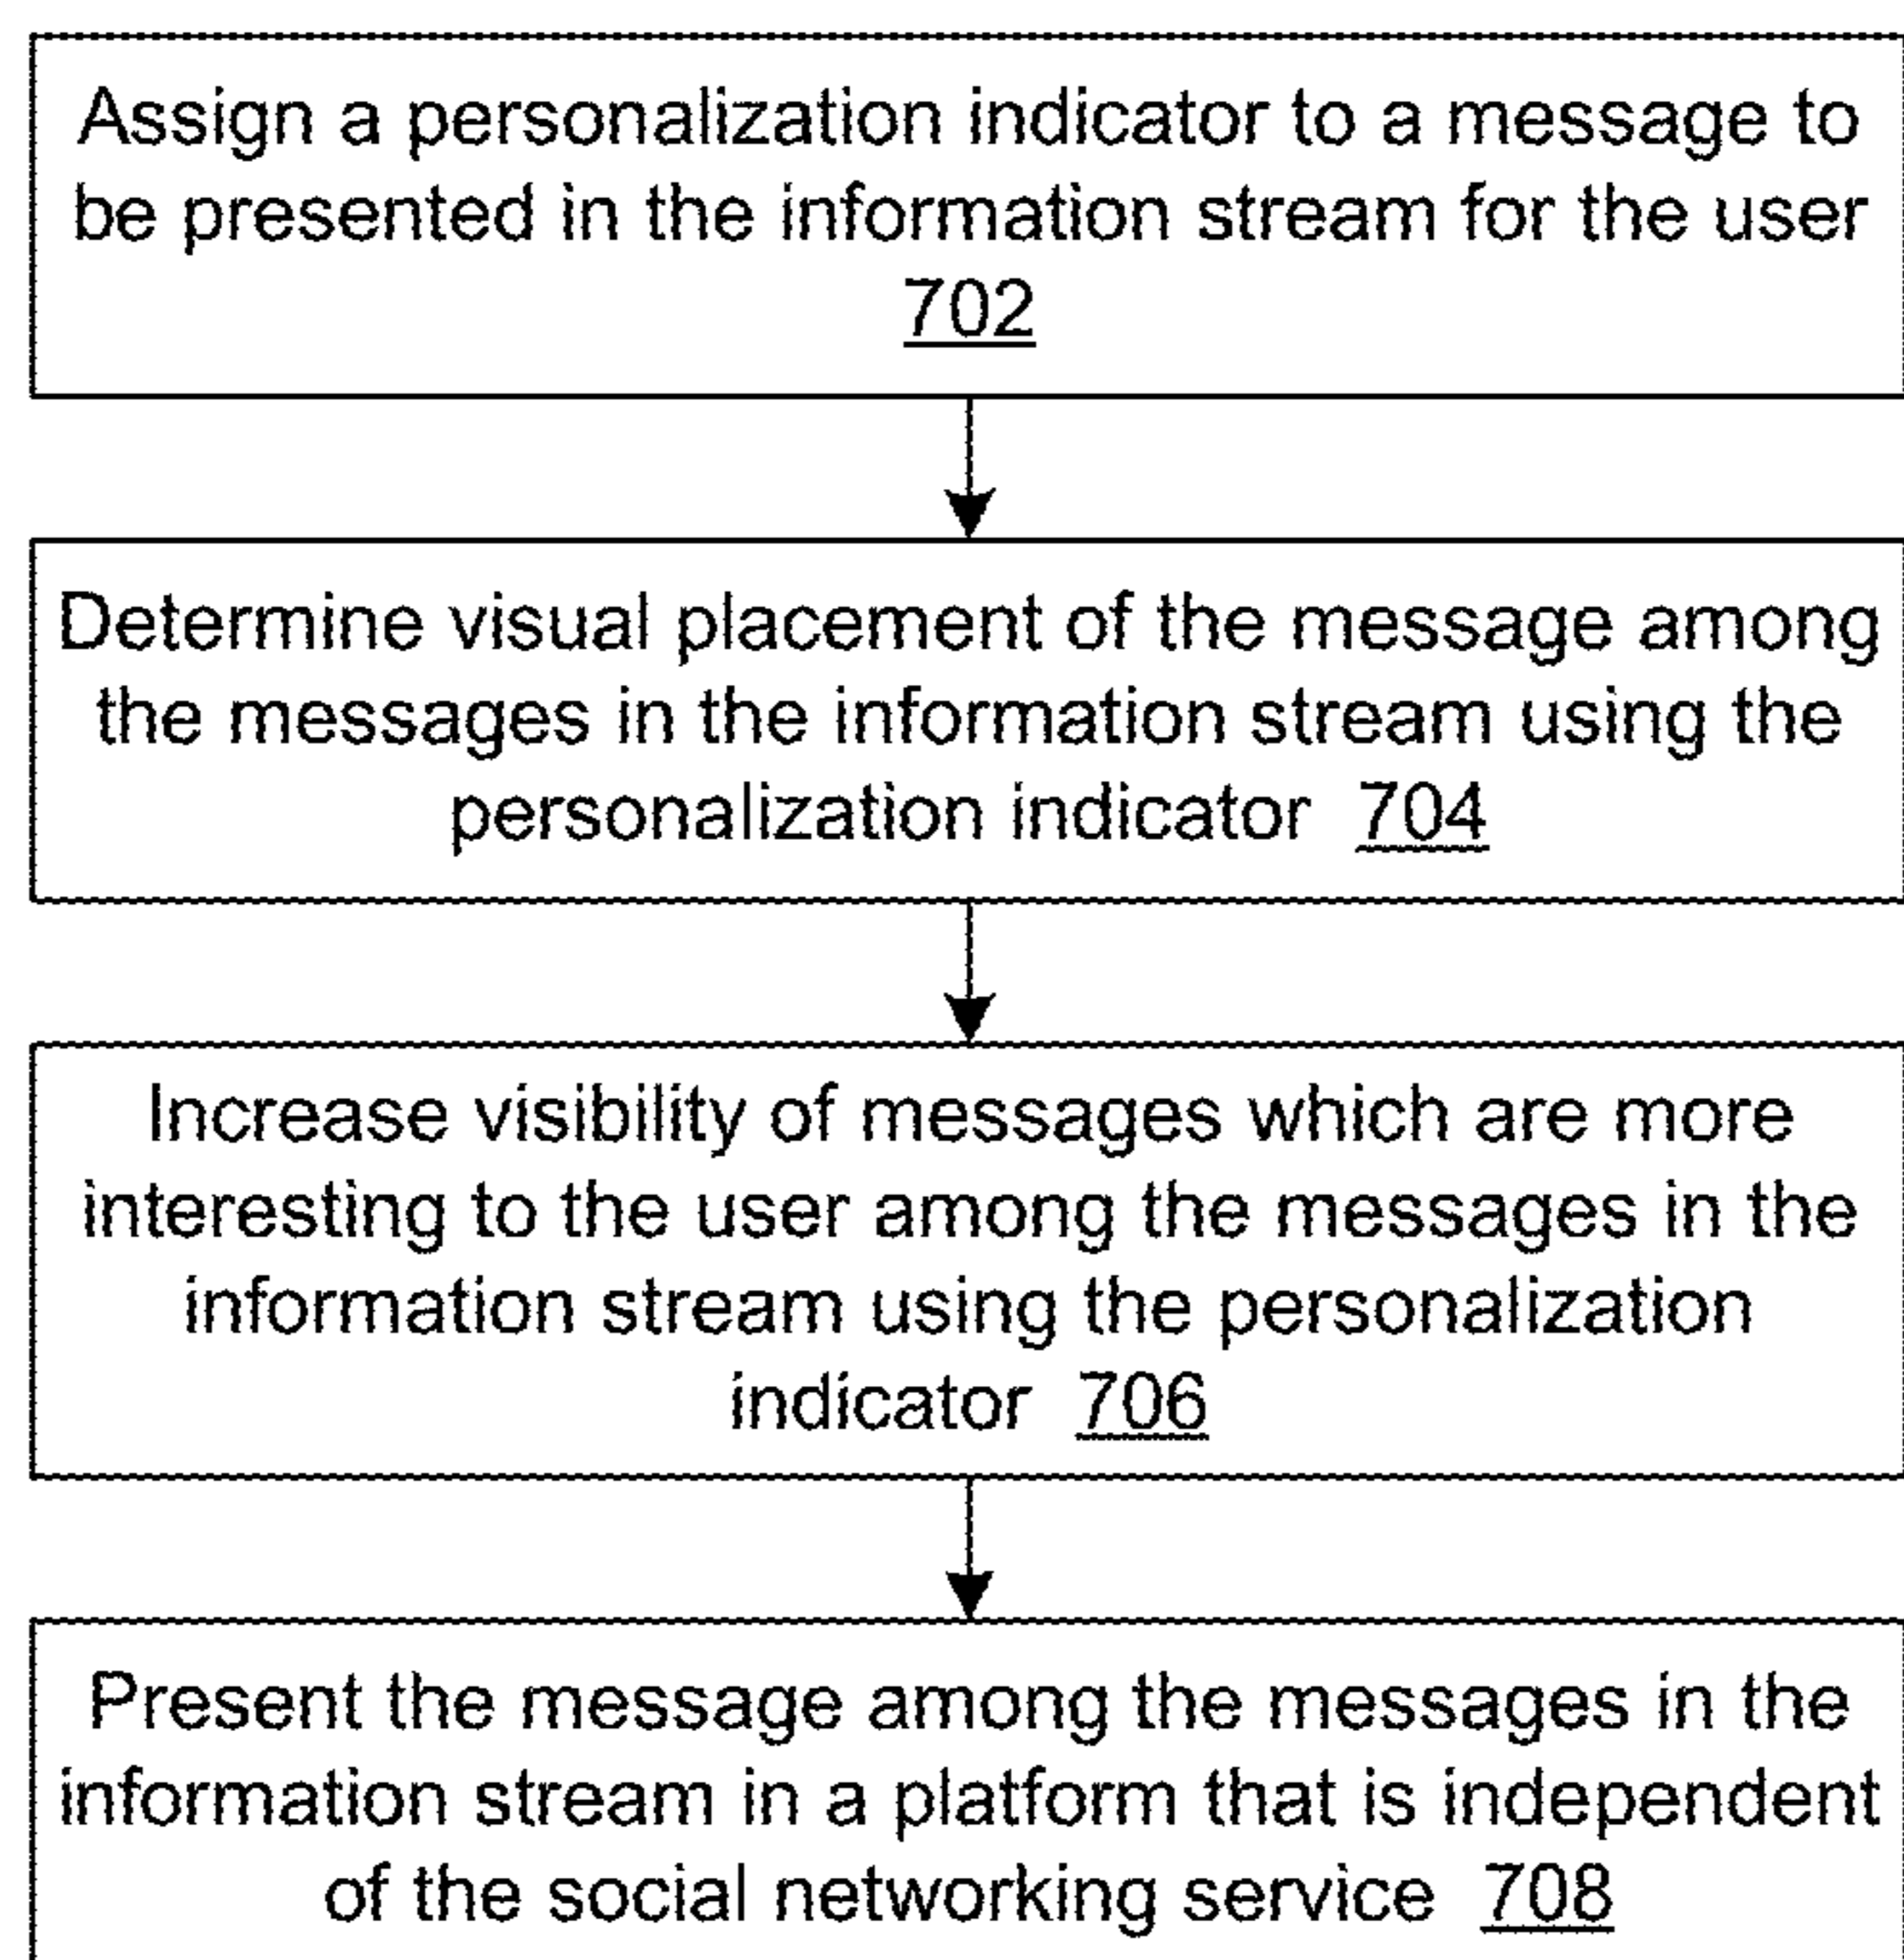 Assign a personalization indicator to a message to
be presented in the information stream for the user
702
Determine visual placement of the message among
the messages in the information stream using the
personalization indicator 704
Increase visibility of messages which are more
interesting to the user among the messages in the
information stream using the personalization
indicator 706
Present the message among the messages in the
information stream in a platform that is independent
of the social networking service 708